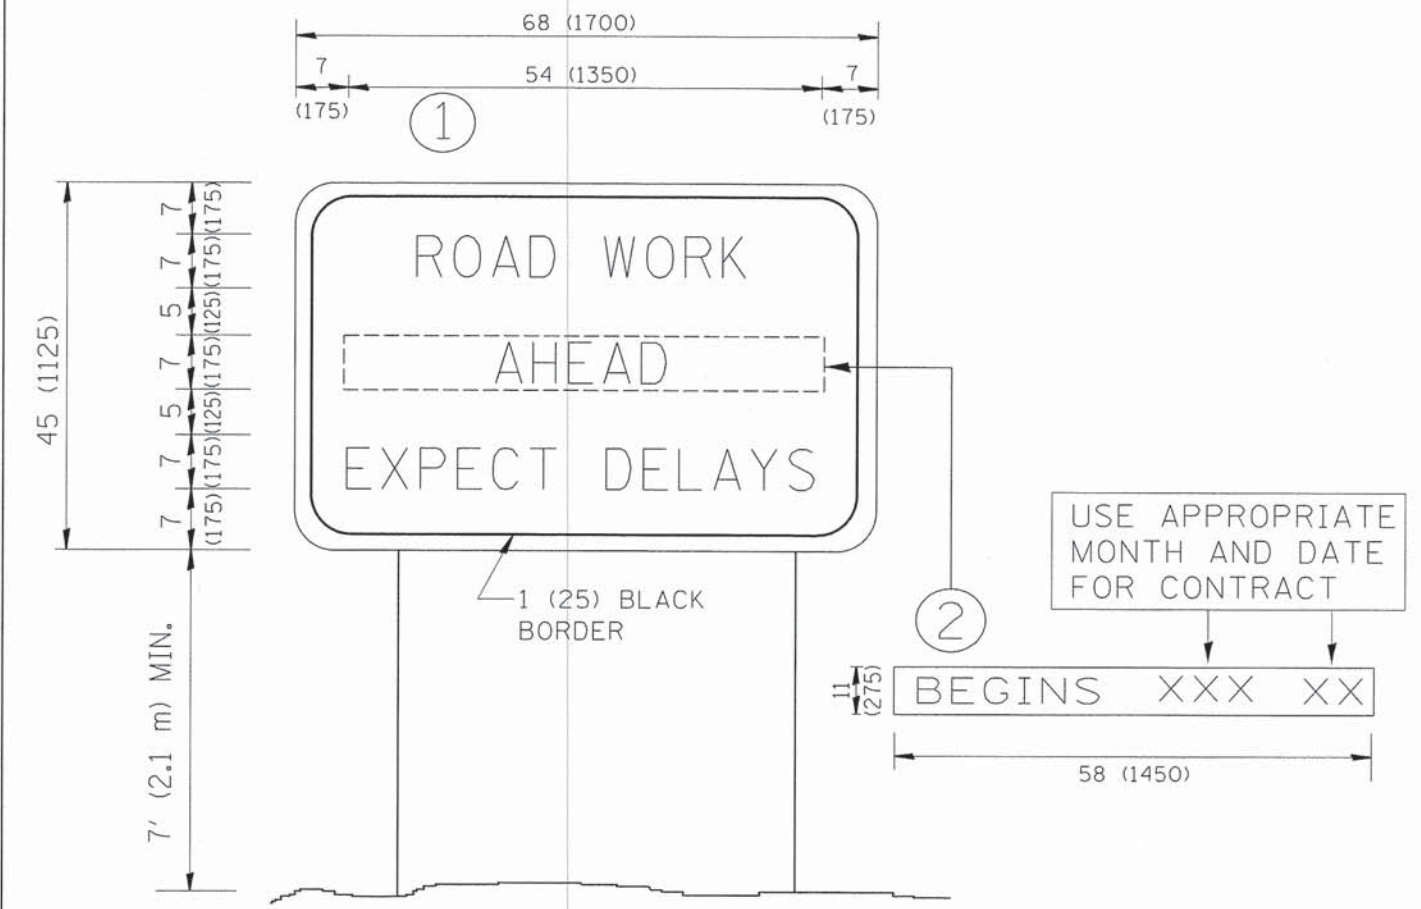 68 (1700)
7
54 (1350)
7
(175)
(175)
1
7
(175)
7
(175)
5
(125)
7
(175)
5
(125)
7
(175)
7
(175)
45 (1125)
ROAD WORK
AHEAD
EXPECT DELAYS
1 (25) BLACK
BORDER
7' (2.1 m) MIN.
USE APPROPRIATE
MONTH AND DATE
FOR CONTRACT
2
11
(275)
BEGINS XXX XX
58 (1450)